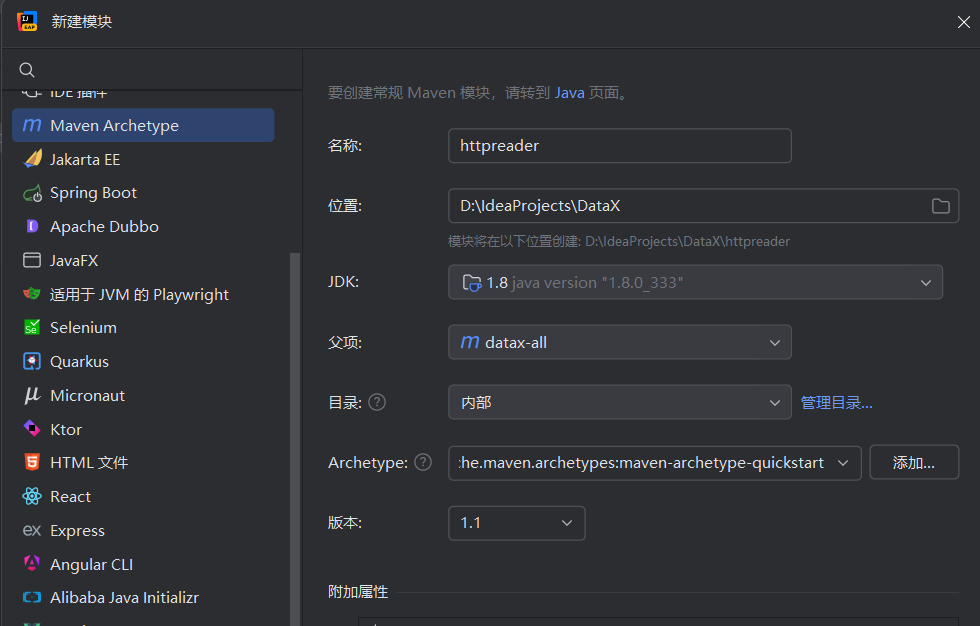 新建模块
IDE 插件
Maven Archetype
Jakarta EE
Spring Boot
Apache Dubbo
JavaFX
适用于 JVM 的 Playwright
Selenium
Quarkus
Micronaut
Ktor
HTML 文件
React
Express
Angular CLI
Alibaba Java Initializr
要创建常规 Maven 模块，请转到 Java 页面。
名称:
httpreader
位置:
D:\IdeaProjects\DataX
模块将在以下位置创建: D:\IdeaProjects\DataX\httpreader
JDK:
1.8 java version "1.8.0_333"
父项:
datax-all
目录: ?
内部
管理目录...
Archetype: ?
:he.maven.archetypes:maven-archetype-quickstart
添加...
版本:
1.1
附加属性